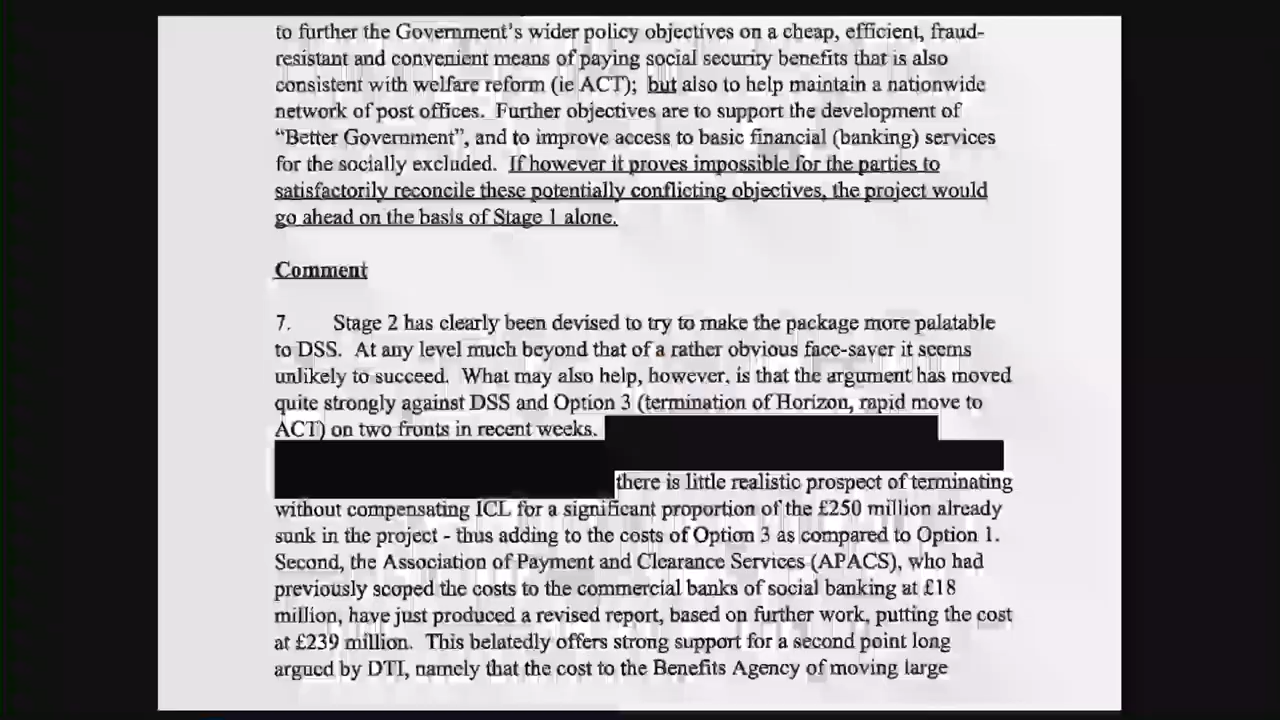 to further the Government's wider policy objectives on a cheap, efficient, fraud-
resistant and convenient means of paying social security benefits that is also
consistent with welfare reform (ie ACT); but also to help maintain a nationwide
network of post offices. Further objectives are to support the development of
“Better Government”, and to improve access to basic financial (banking) services
for the socially excluded. If however it proves impossible for the parties to
satisfactorily reconcile these potentially conflicting objectives, the project would
go ahead on the basis of Stage 1 alone.
Comment
7. Stage 2 has clearly been devised to try to make the package more palatable
to DSS. At any level much beyond that of a rather obvious face-saver it seems
unlikely to succeed. What may also help, however, is that the argument has moved
quite strongly against DSS and Option 3 (termination of Horizon, rapid move to
ACT) on two fronts in recent weeks.
there is little realistic prospect of terminating
without compensating ICL for a significant proportion of the £250 million already
sunk in the project - thus adding to the costs of Option 3 as compared to Option 1.
Second, the Association of Payment and Clearance Services (APACS), who had
previously scoped the costs to the commercial banks of social banking at £18
million, have just produced a revised report, based on further work, putting the cost
at £239 million. This belatedly offers strong support for a second point long
argued by DTI, namely that the cost to the Benefits Agency of moving large